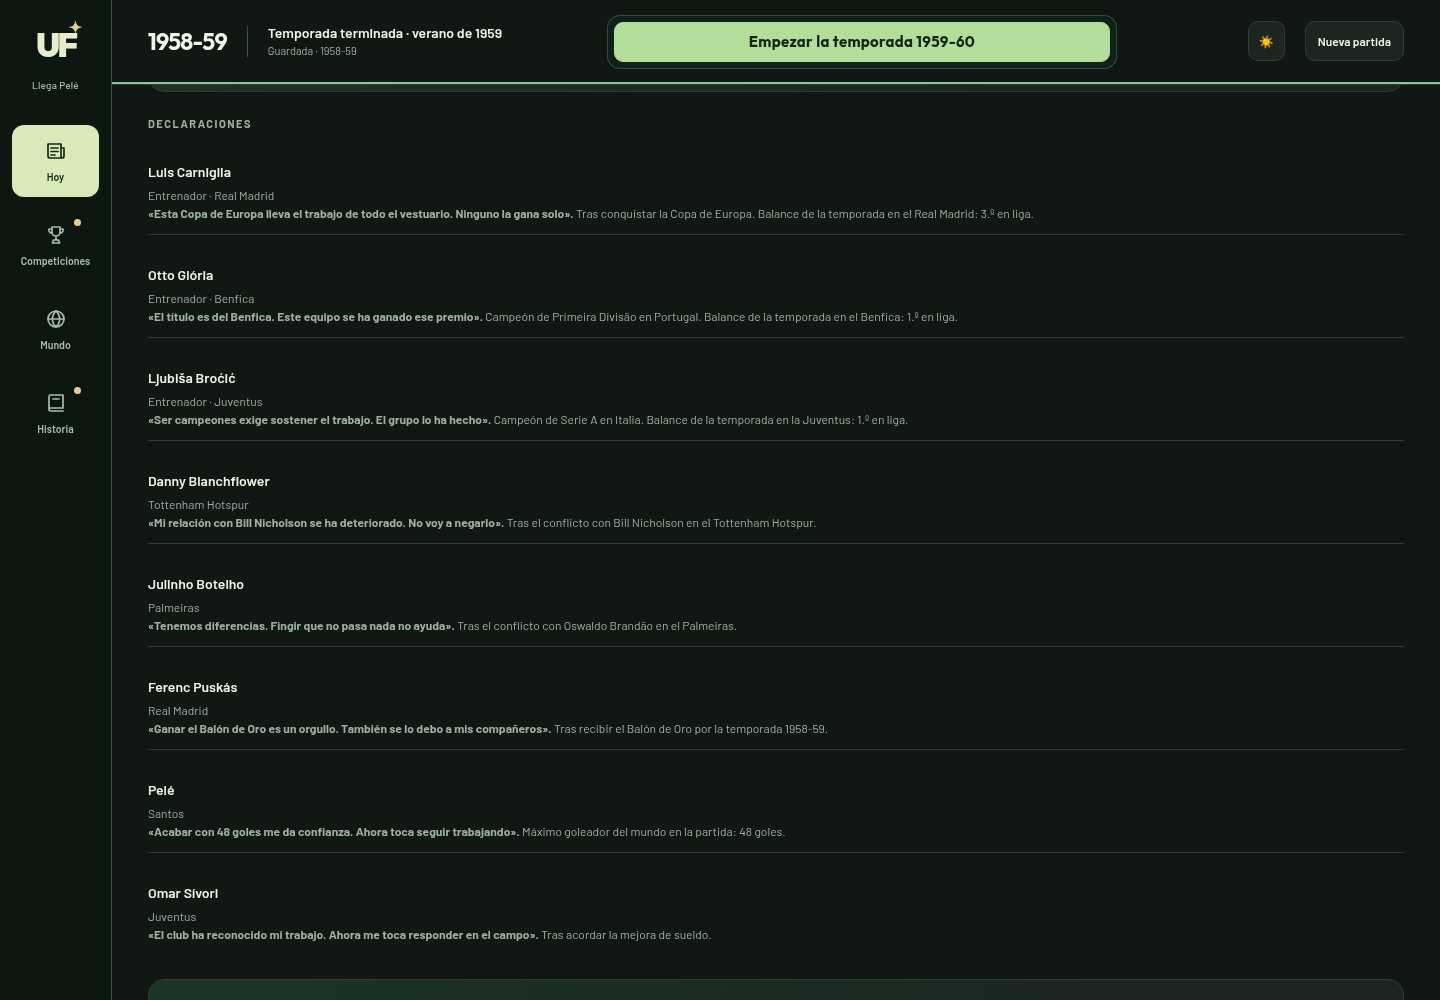 UF
Llega Pelé
Hoy
Competiciones
Mundo
Historia
1958-59
Temporada terminada · verano de 1959
Guardada · 1958-59
Empezar la temporada 1959-60
Nueva partida
DECLARACIONES
Luis Carniglia
Entrenador · Real Madrid
«Esta Copa de Europa lleva el trabajo de todo el vestuario. Ninguno la gana solo». Tras conquistar la Copa de Europa. Balance de la temporada en el Real Madrid: 3.º en liga.
Otto Glória
Entrenador · Benfica
«El título es del Benfica. Este equipo se ha ganado ese premio». Campeón de Primeira Divisão en Portugal. Balance de la temporada en el Benfica: 1.º en liga.
Ljubiša Broćić
Entrenador · Juventus
«Ser campeones exige sostener el trabajo. El grupo lo ha hecho». Campeón de Serie A en Italia. Balance de la temporada en la Juventus: 1.º en liga.
Danny Blanchflower
Tottenham Hotspur
«Mi relación con Bill Nicholson se ha deteriorado. No voy a negarlo». Tras el conflicto con Bill Nicholson en el Tottenham Hotspur.
Julinho Botelho
Palmeiras
«Tenemos diferencias. Fingir que no pasa nada no ayuda». Tras el conflicto con Oswaldo Brandão en el Palmeiras.
Ferenc Puskás
Real Madrid
«Ganar el Balón de Oro es un orgullo. También se lo debo a mis compañeros». Tras recibir el Balón de Oro por la temporada 1958-59.
Pelé
Santos
«Acabar con 48 goles me da confianza. Ahora toca seguir trabajando». Máximo goleador del mundo en la partida: 48 goles.
Omar Sívori
Juventus
«El club ha reconocido mi trabajo. Ahora me toca responder en el campo». Tras acordar la mejora de sueldo.